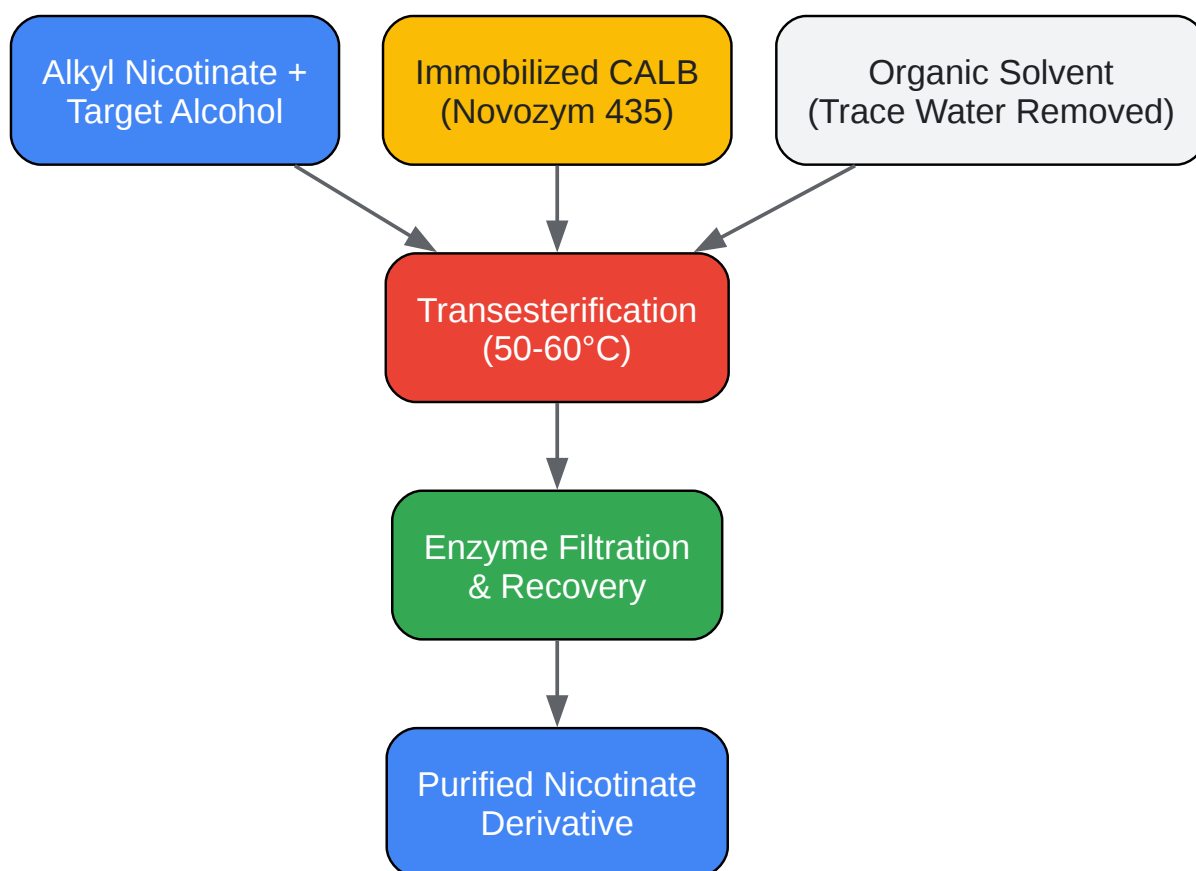 Alkyl Nicotinate +
Target Alcohol
Immobilized CALB
(Novozym 435)
Organic Solvent
(Trace Water Removed)
Transesterification
(50-60°C)
Enzyme Filtration
& Recovery
Purified Nicotinate
Derivative